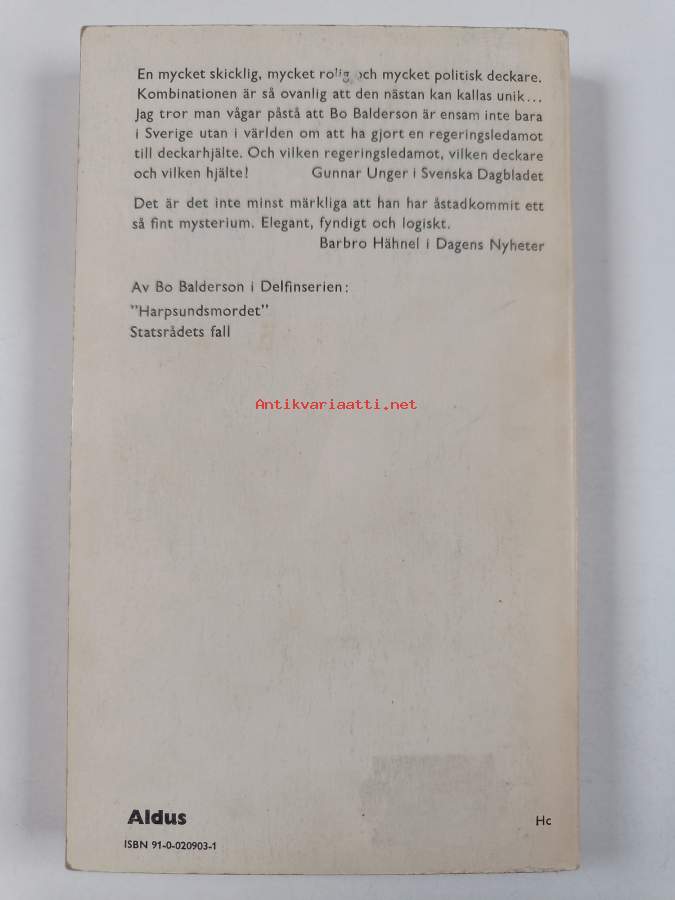 En mycket skicklig, mycket rolig och mycket politisk deckare.
Kombinationen är så ovanlig att den nästan kan kallas unik...
Jag tror man vågar påstå att Bo Balderson är ensam inte bara
i Sverige utan i världen om att ha gjort en regeringsledamot
till deckarhjälte. Och vilken regeringsledamot, vilken deckare
och vilken hjälte! Gunnar Unger i Svenska Dagbladet
Det är det inte minst märkliga att han har åstadkommit ett
så fint mysterium. Elegant, fyndigt och logiskt.
Barbro Hähnel i Dagens Nyheter
Av Bo Balderson i Delfinserien:
"Harpsundsmordet"
Statsrådets fall
Antikvariaatti.net
Aldus
Hc
ISBN 91-0-020903-1